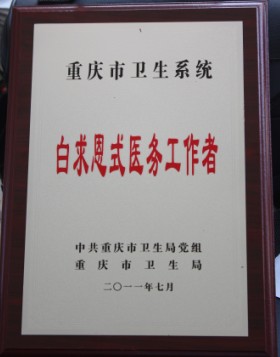 重庆市卫生系统
白求恩式医务工作者
中共重庆市卫生局党组
重庆市卫生局
二〇一一年七月